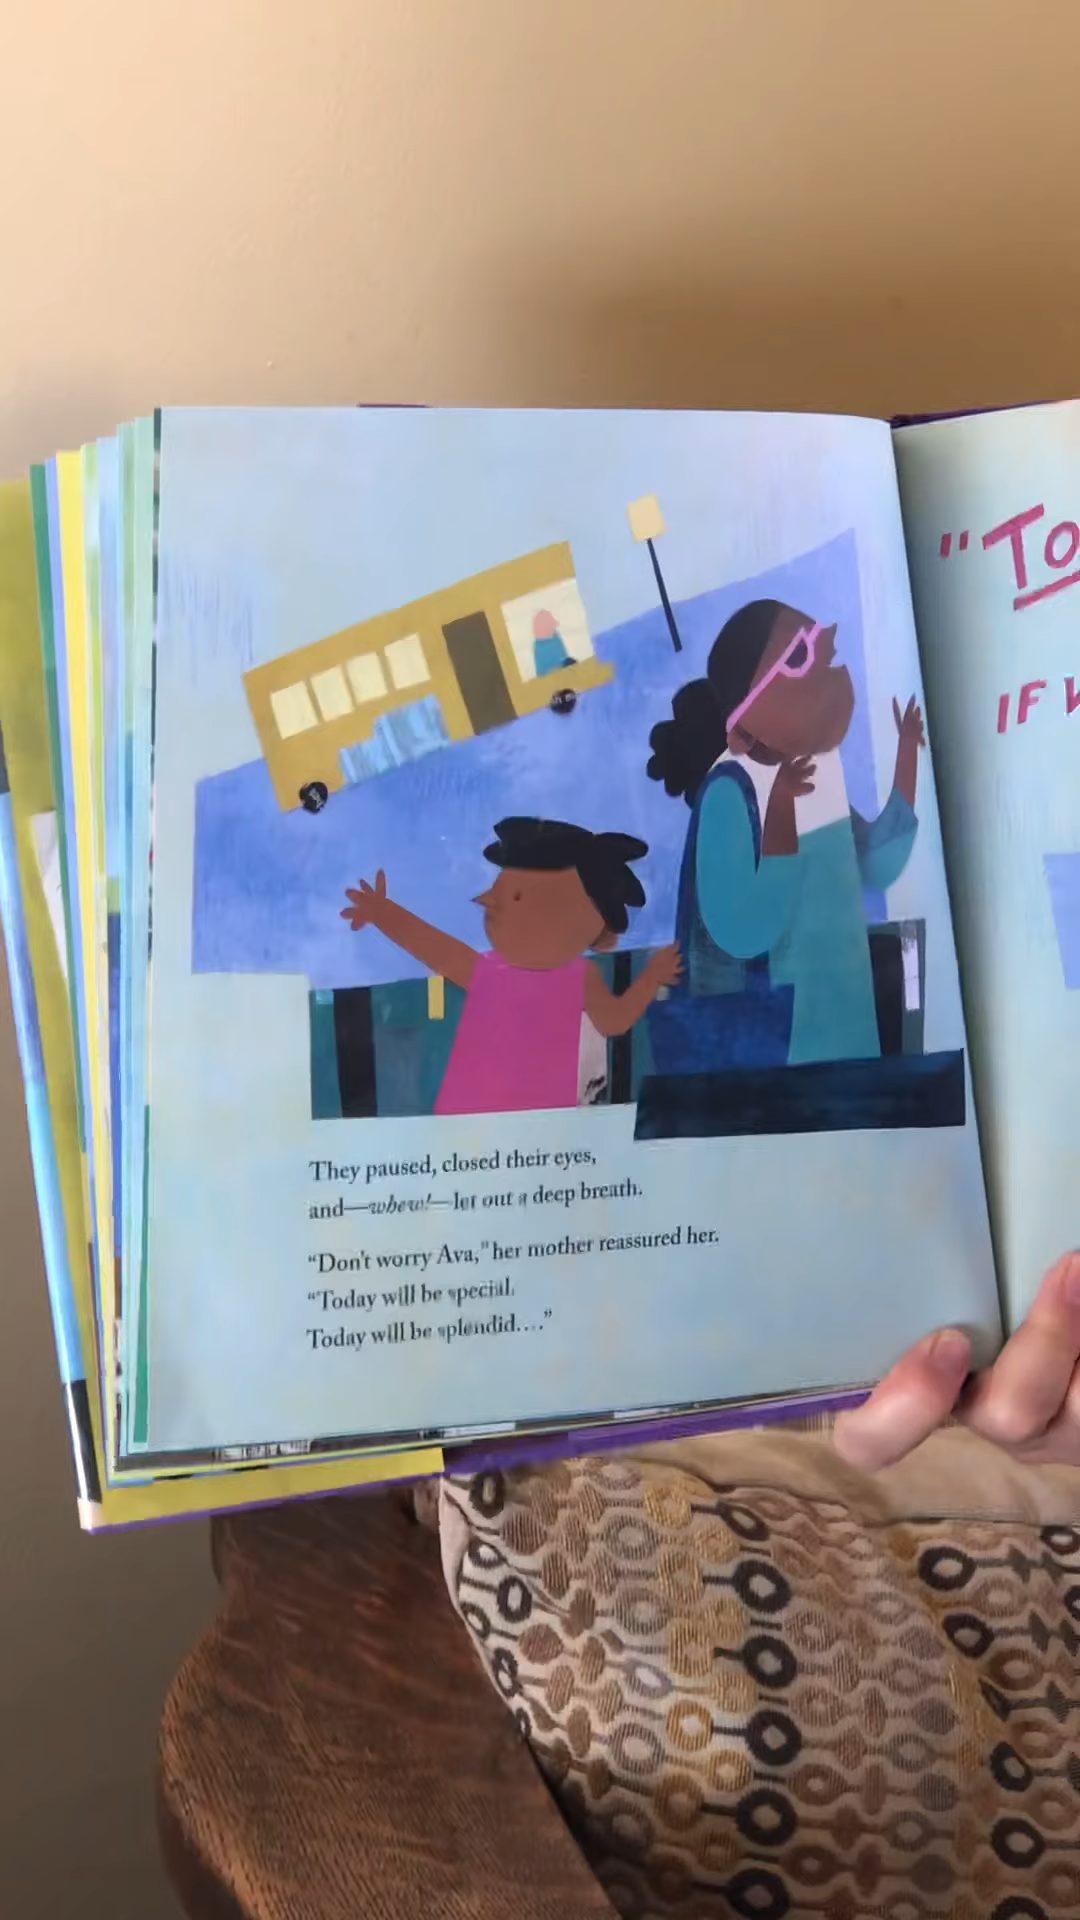 They paused, closed their eyes,
and—whew!—let out a deep breath.
“Don't worry Ava,” her mother reassured her.
“Today will be special.
Today will be splendid....”
"To
IF